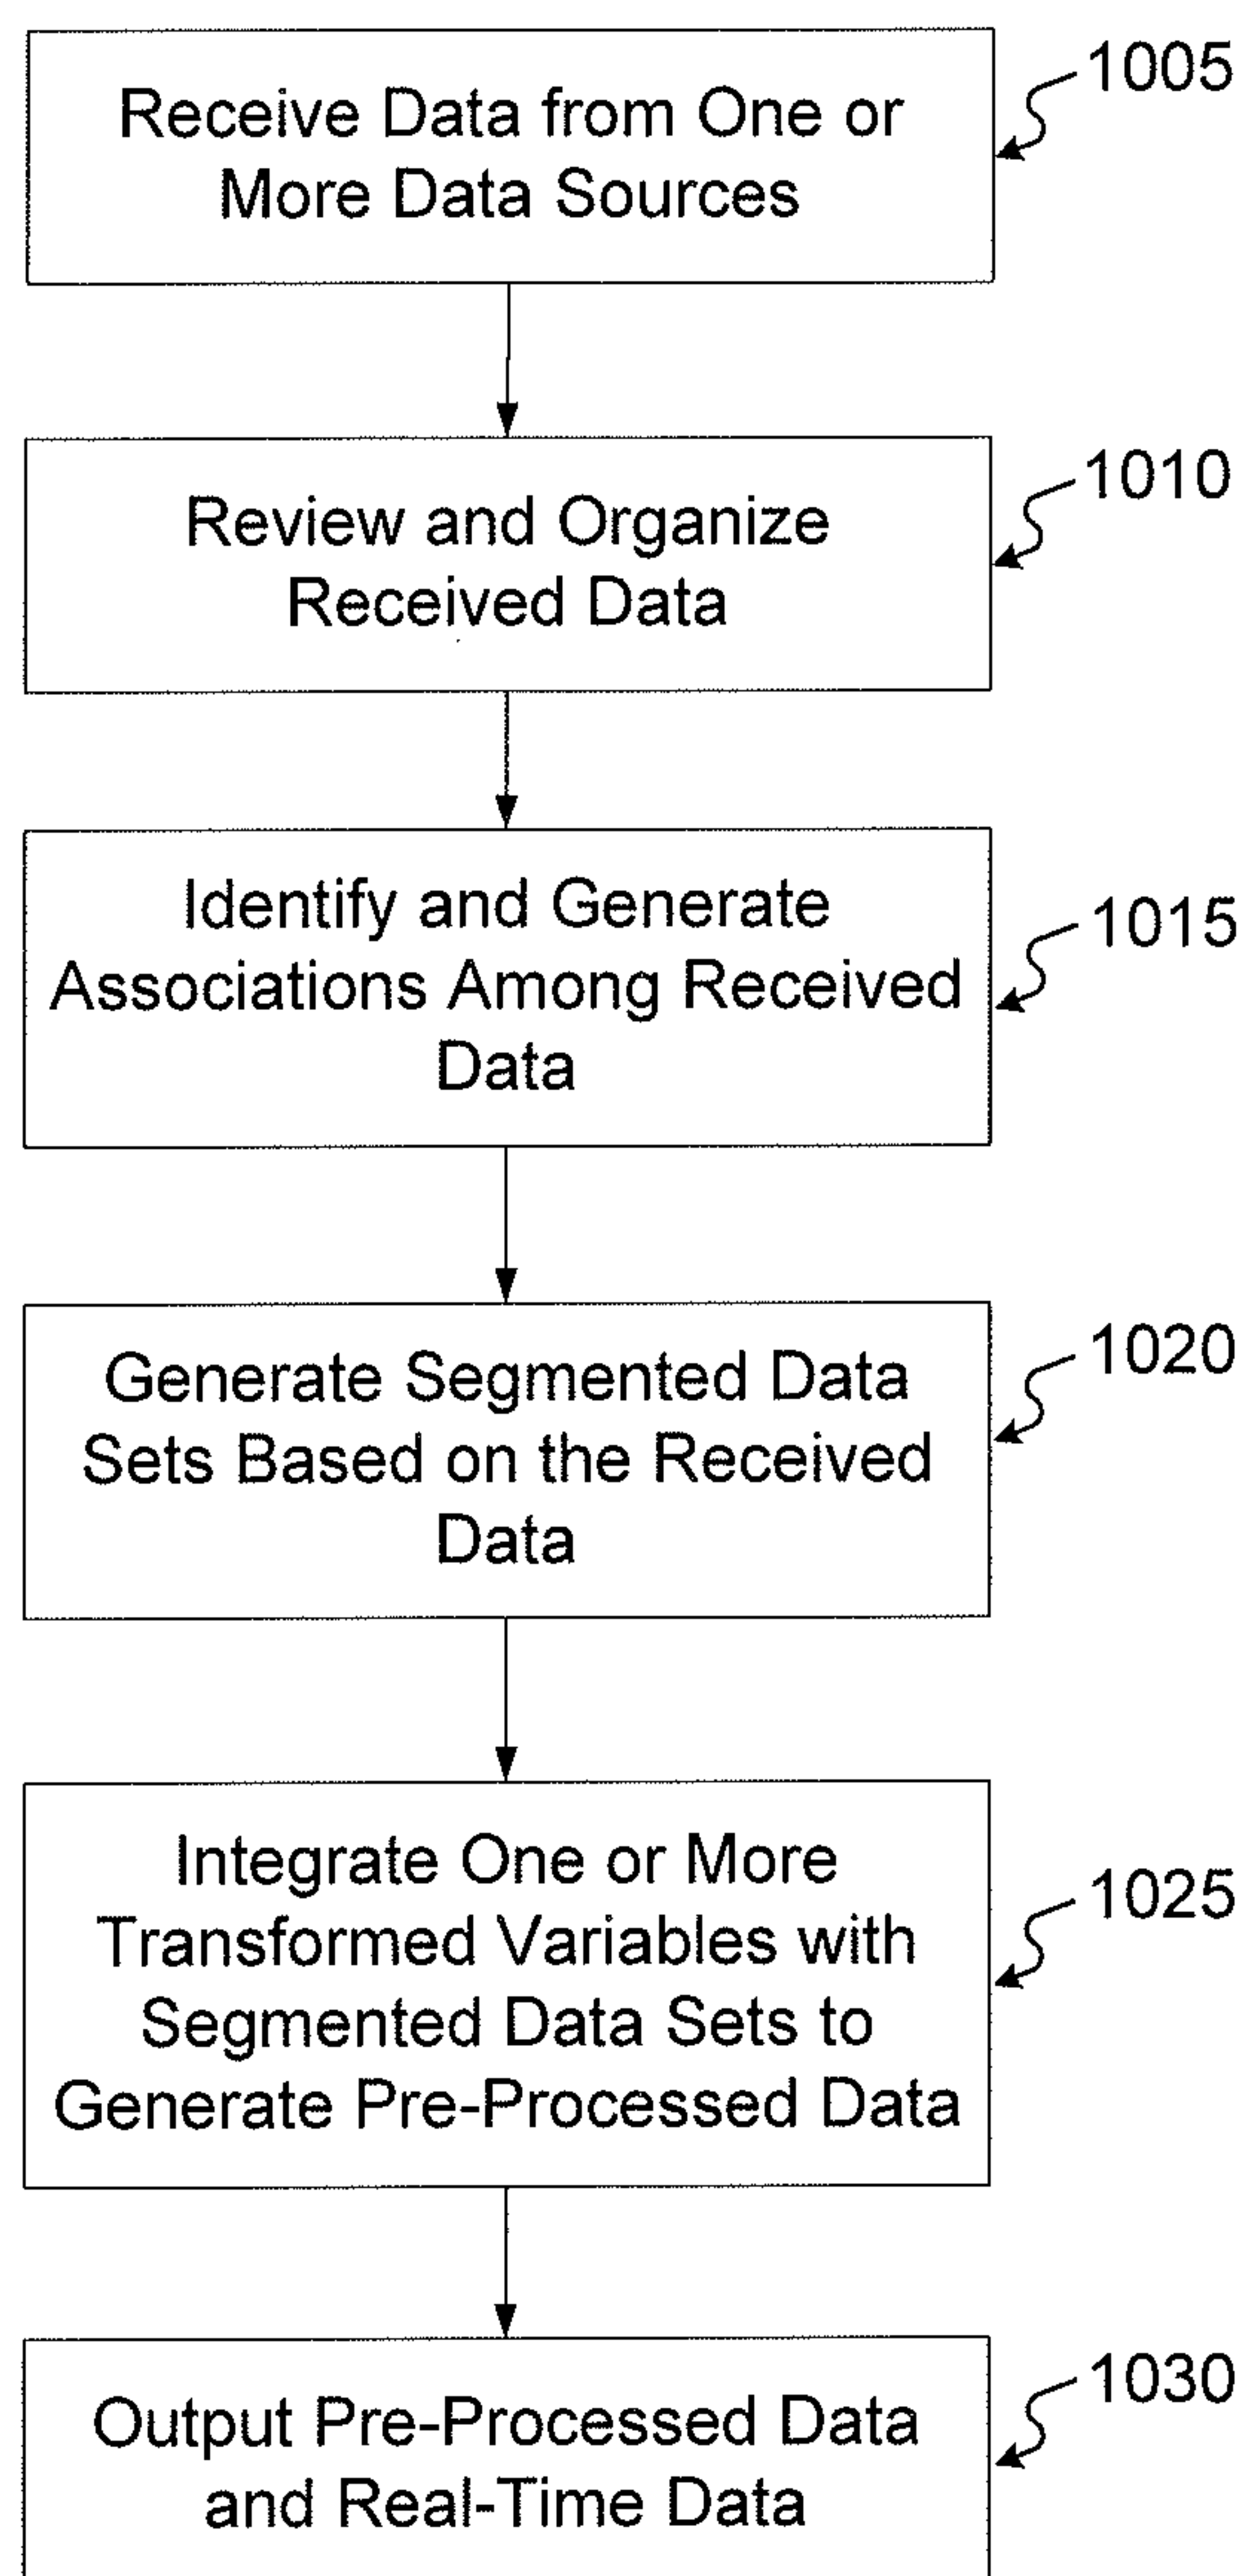 Receive Data from One or
More Data Sources
1005
Review and Organize
Received Data
1010
Identify and Generate
Associations Among Received
Data
1015
Generate Segmented Data
Sets Based on the Received
Data
1020
Integrate One or More
Transformed Variables with
Segmented Data Sets to
Generate Pre-Processed Data
1025
Output Pre-Processed Data
and Real-Time Data
1030